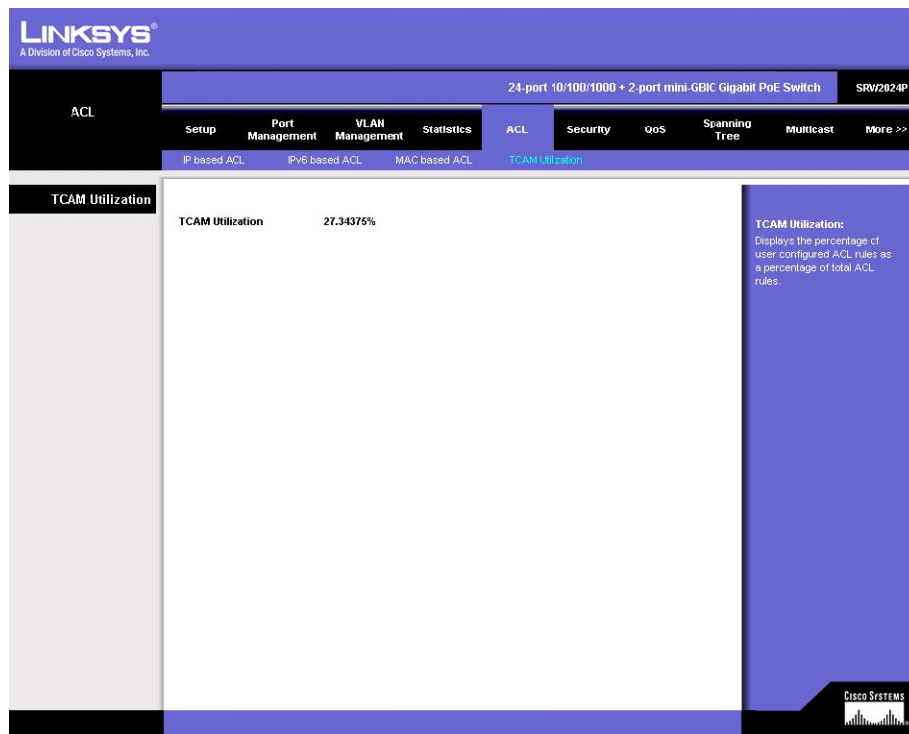 LINKSYS®
A Division of Cisco Systems, Inc.
24-port 10/100/1000 + 2-port mini-GBIC Gigabit PoE Switch
SRW2024P
ACL
Setup
Port Management
VLAN Management
Statistics
ACL
Security
QoS
Spanning Tree
Multicast
More >>
IP based ACL
IPv6 based ACL
MAC based ACL
TCAM Utilization
TCAM Utilization
TCAM Utilization 27.34375%
TCAM Utilization:
Displays the percentage of
user configured ACL rules as
a percentage of total ACL
rules.
CISCO SYSTEMS